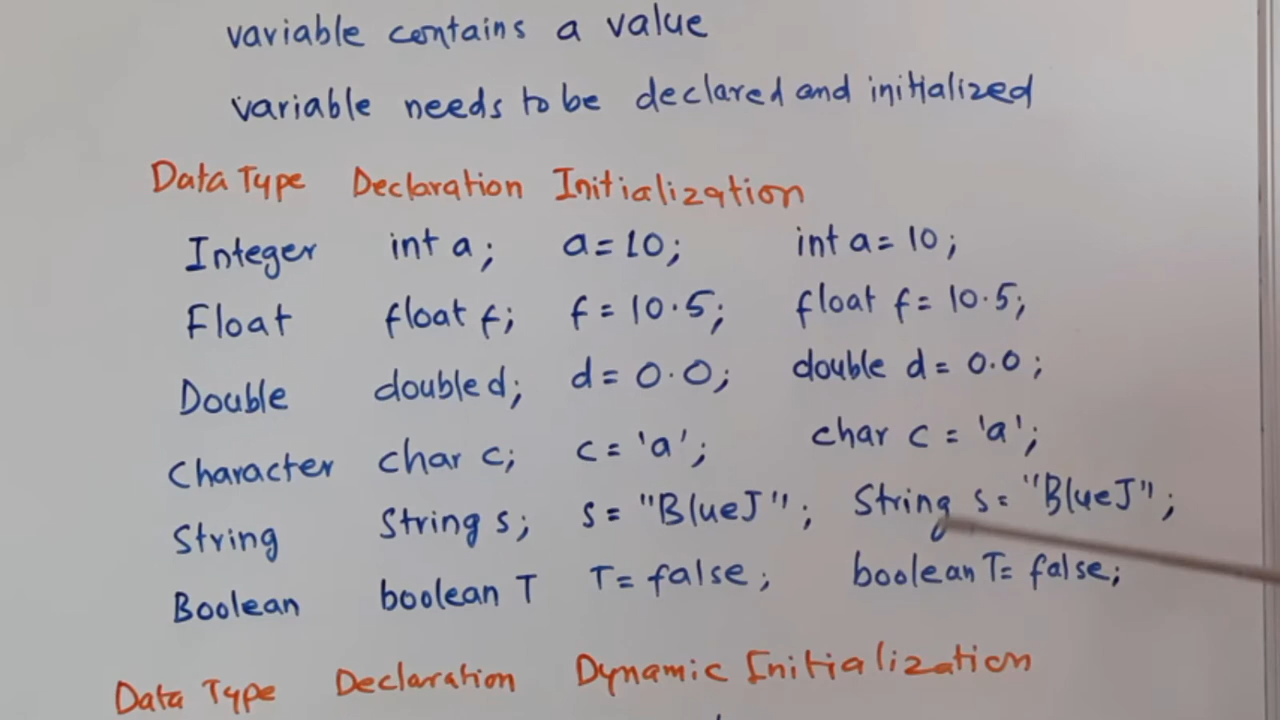 variable contains a value
variable needs to be declared and initialized
Data Type Declaration Initialization
Integer int a; a=10; int a=10;
Float float f; f=10.5; float f=10.5;
Double double d; d=0.0; double d=0.0;
Character char c; c='a'; char c='a';
String String s; s="BlueJ"; String s="BlueJ";
Boolean boolean T T=false; boolean T=false;
Data Type Declaration Dynamic Initialization